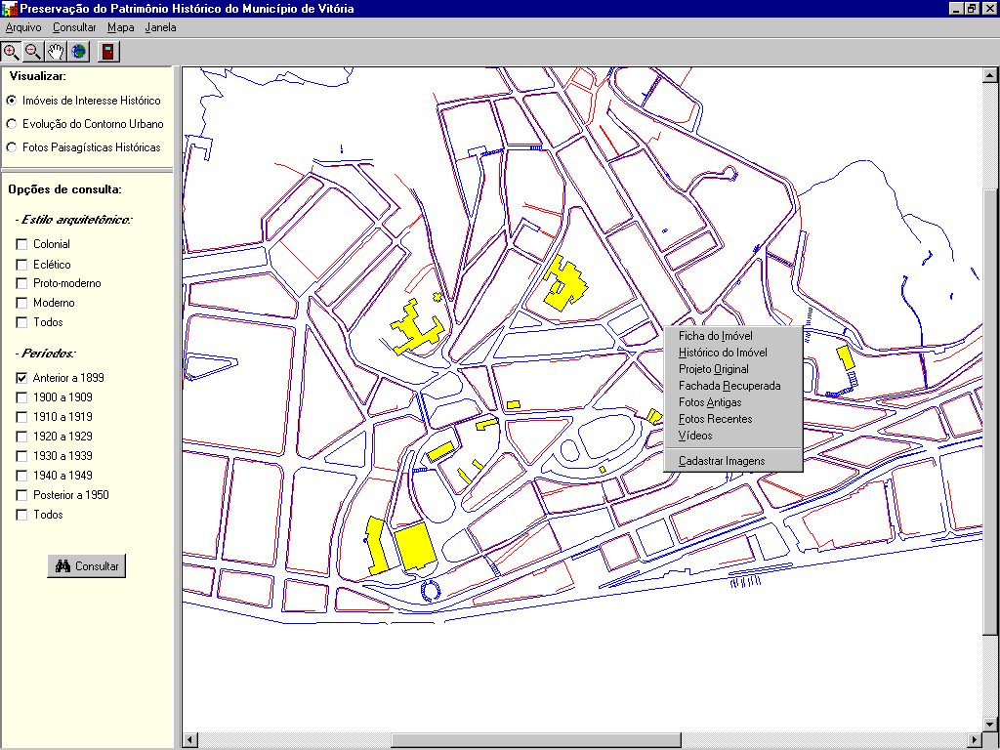 Preservação do Patrimônio Histórico do Município de Vitória
Arquivo Consultar Mapa Janela
Visualizar:
Imóveis de Interesse Histórico
Evolução do Contorno Urbano
Fotos Paisagísticas Históricas
Opções de consulta:
- Estilo arquitetônico:
Colonial
Eclético
Proto-moderno
Moderno
Todos
- Períodos:
Anterior a 1899
1900 a 1909
1910 a 1919
1920 a 1929
1930 a 1939
1940 a 1949
Posterior a 1950
Todos
Consultar
Ficha do Imóvel
Histórico do Imóvel
Projeto Original
Fachada Recuperada
Fotos Antigas
Fotos Recentes
Vídeos
Cadastrar Imagens